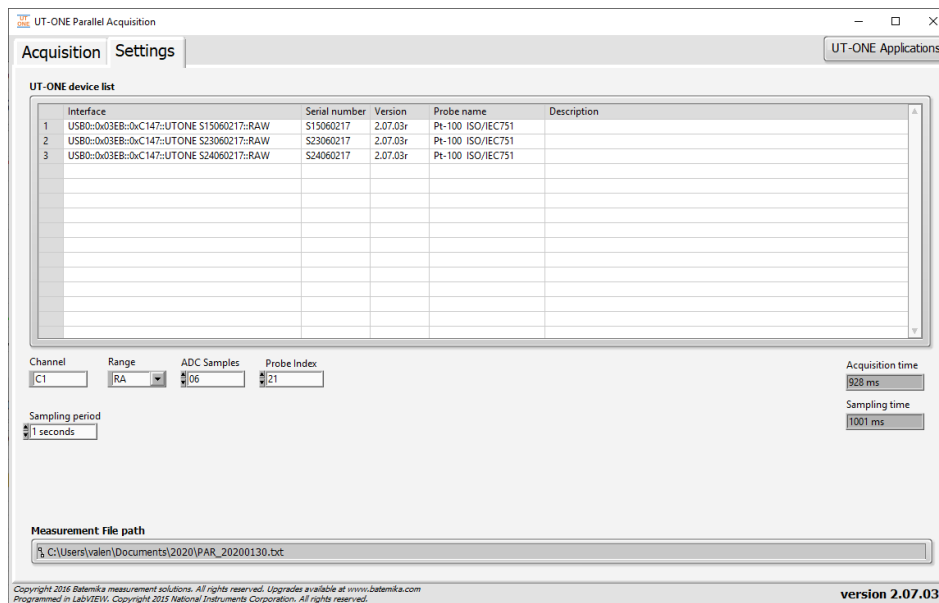 UT ONE UT-ONE Parallel Acquisition
Acquisition Settings UT-ONE Applications
UT-ONE device list
Interface Serial number Version Probe name Description
1 USB0::0x03EB::0xC147::UTONE S15060217::RAW S15060217 2.07.03r Pt-100 ISO/IEC751
2 USB0::0x03EB::0xC147::UTONE S23060217::RAW S23060217 2.07.03r Pt-100 ISO/IEC751
3 USB0::0x03EB::0xC147::UTONE S24060217::RAW S24060217 2.07.03r Pt-100 ISO/IEC751
Channel Range ADC Samples Probe Index Acquisition time
C1 RA 06 21 928 ms
Sampling period Sampling time
1 seconds 1001 ms
Measurement File path
C:\Users\valen\Documents\2020\PAR_20200130.txt
Copyright 2016 Batemika measurement solutions. All rights reserved. Upgrades available at www.batemika.com
Programmed in LabVIEW. Copyright 2015 National Instruments Corporation. All rights reserved. version 2.07.03